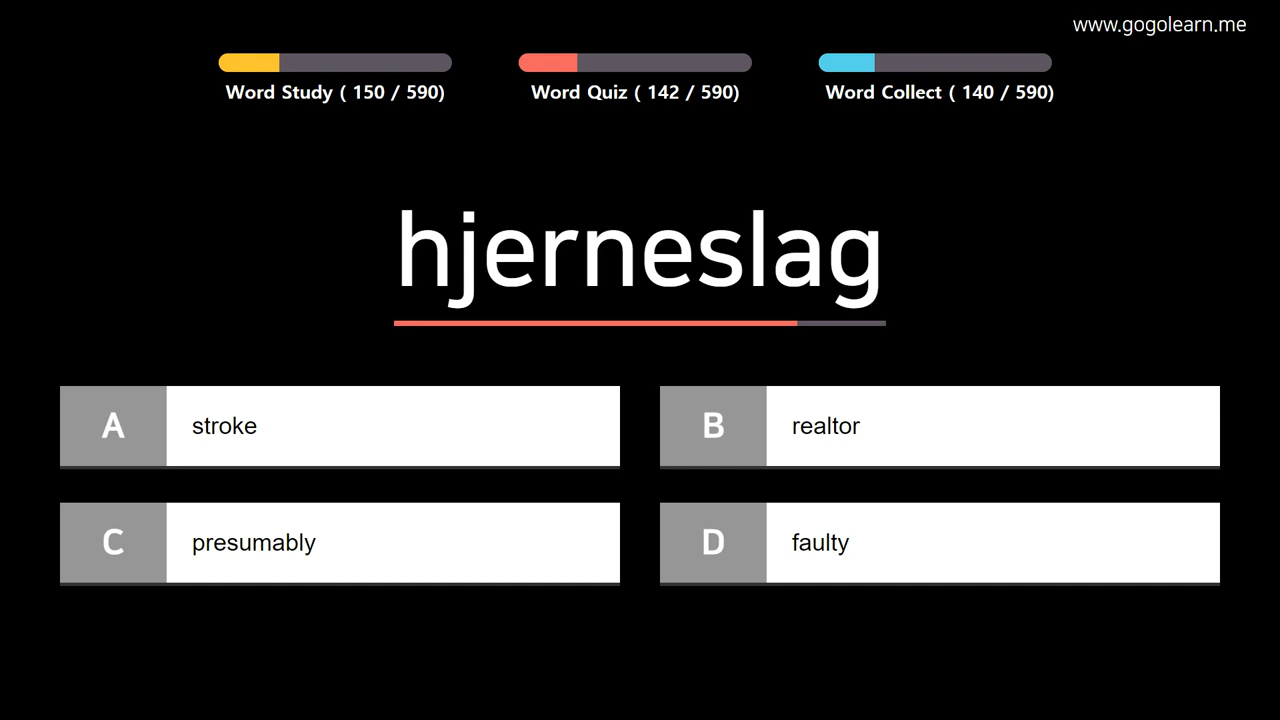 www.gogolearn.me
Word Study ( 150 / 590)
Word Quiz ( 142 / 590)
Word Collect ( 140 / 590)
hjerneslag
A stroke
B realtor
C presumably
D faulty